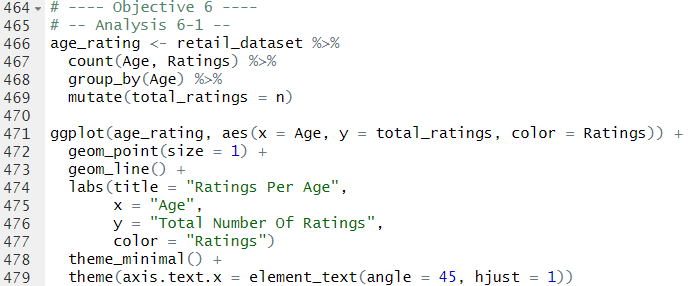 464 # ---- Objective 6 ----
465 # -- Analysis 6-1 --
466 age_rating <- retail_dataset %>%
467   count(Age, Ratings) %>%
468   group_by(Age) %>%
469   mutate(total_ratings = n)
470
471 ggplot(age_rating, aes(x = Age, y = total_ratings, color = Ratings)) +
472   geom_point(size = 1) +
473   geom_line() +
474   labs(title = "Ratings Per Age",
475        x = "Age",
476        y = "Total Number Of Ratings",
477        color = "Ratings")
478   theme_minimal() +
479   theme(axis.text.x = element_text(angle = 45, hjust = 1))